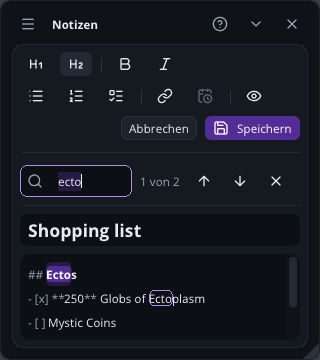 Notizen
H1 H2 B I
Abbrechen Speichern
ecto 1 von 2
Shopping list
## Ectos
- [x] **250** Globs of Ectoplasm
- [ ] Mystic Coins